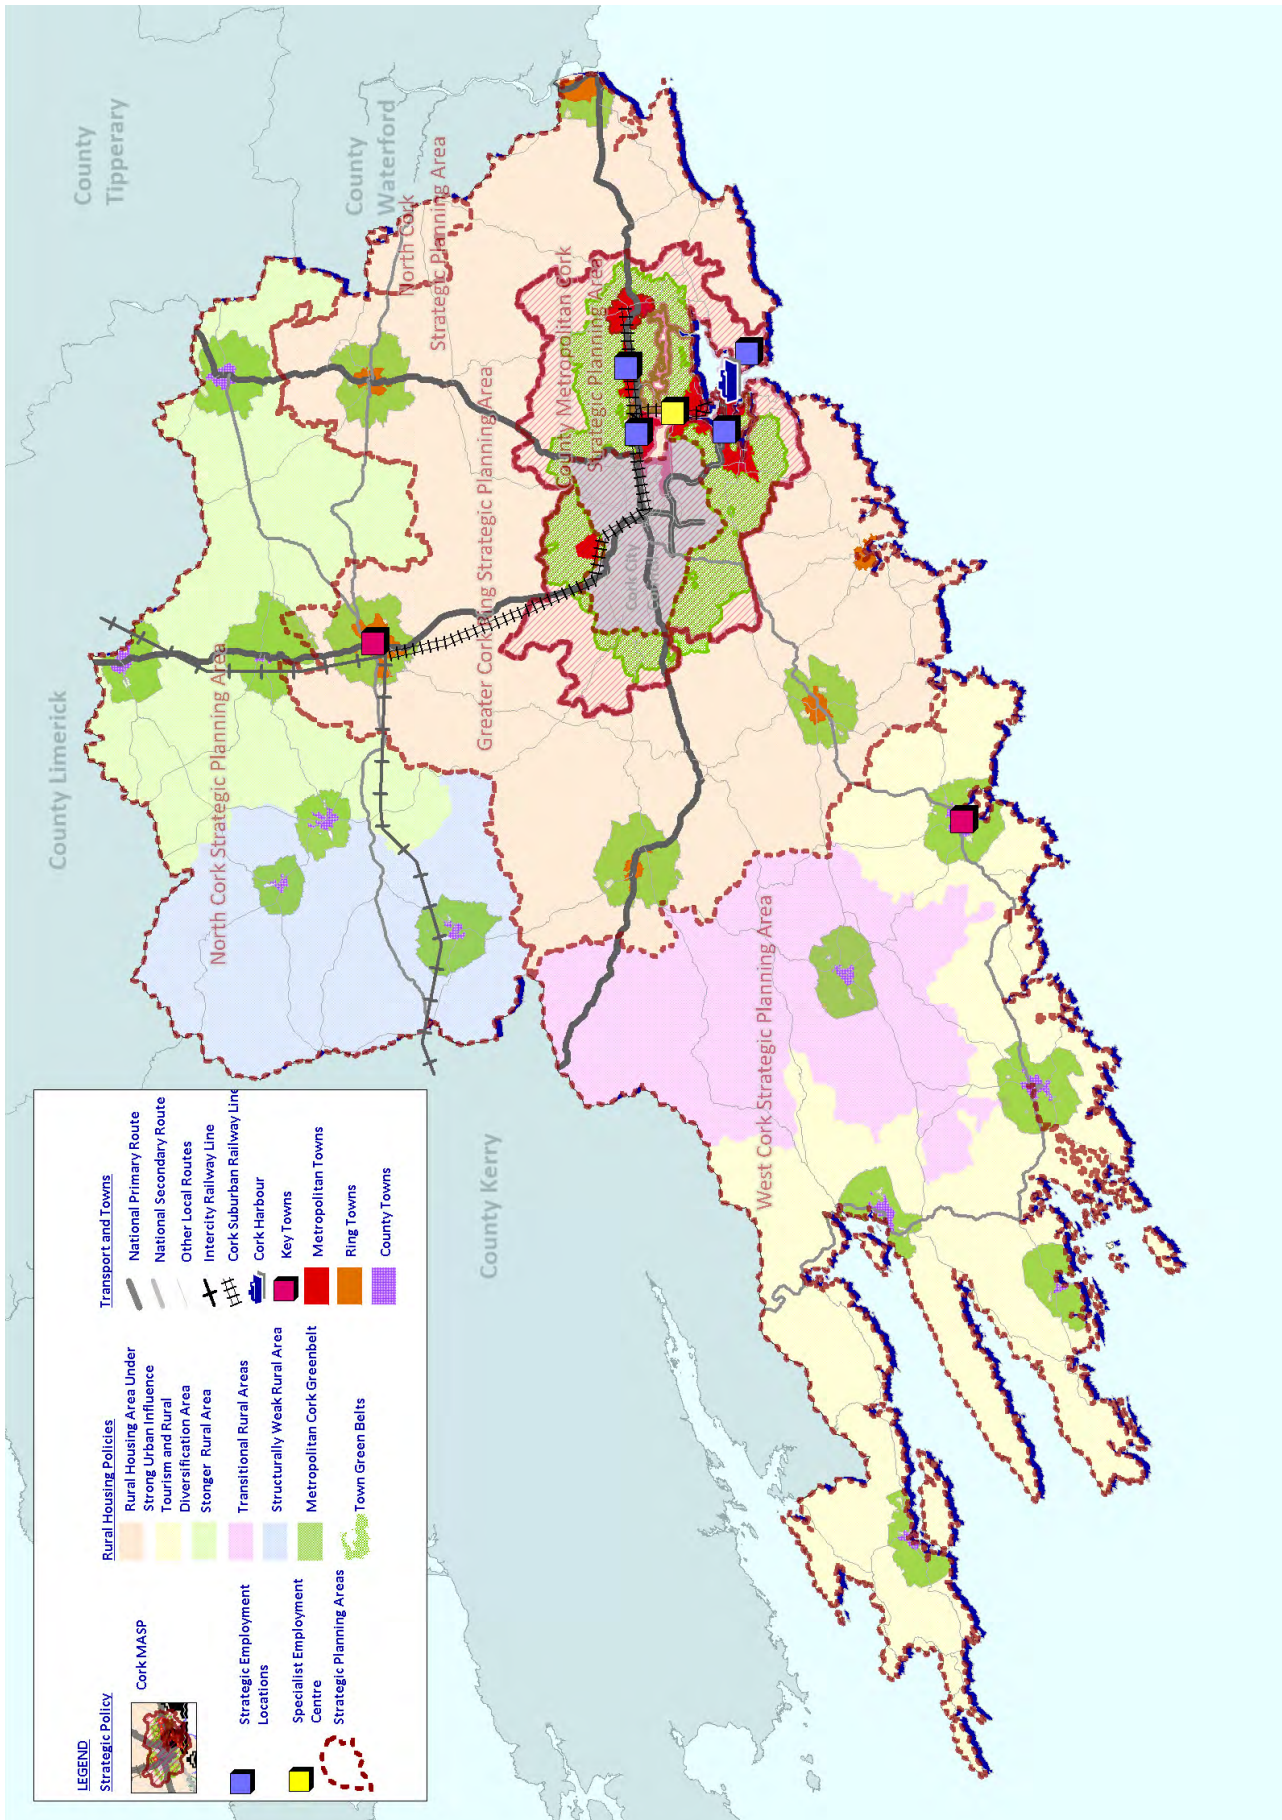 LEGEND
Strategic Policy
Cork MASP
Strategic Employment
Locations
Specialist Employment
Centre
Strategic Planning Areas
Rural Housing Policies
Rural Housing Area Under
Strong Urban Influence
Tourism and Rural
Diversification Area
Stonger Rural Area
Transitional Rural Areas
Structurally Weak Rural Area
Metropolitan Cork Greenbelt
Town Green Belts
Transport and Towns
National Primary Route
National Secondary Route
Other Local Routes
Intercity Railway Line
Cork Suburban Railway Line
Cork Harbour
Key Towns
Metropolitan Towns
Ring Towns
County Towns
County Limerick
County
Tipperary
County
Waterford
County Kerry
North Cork Strategic Planning Area
North Cork
Strategic Planning Area
Greater Cork Ring Strategic Planning Area
County Metropolitan Cork
Strategic Planning Area
Cork City
West Cork Strategic Planning Area